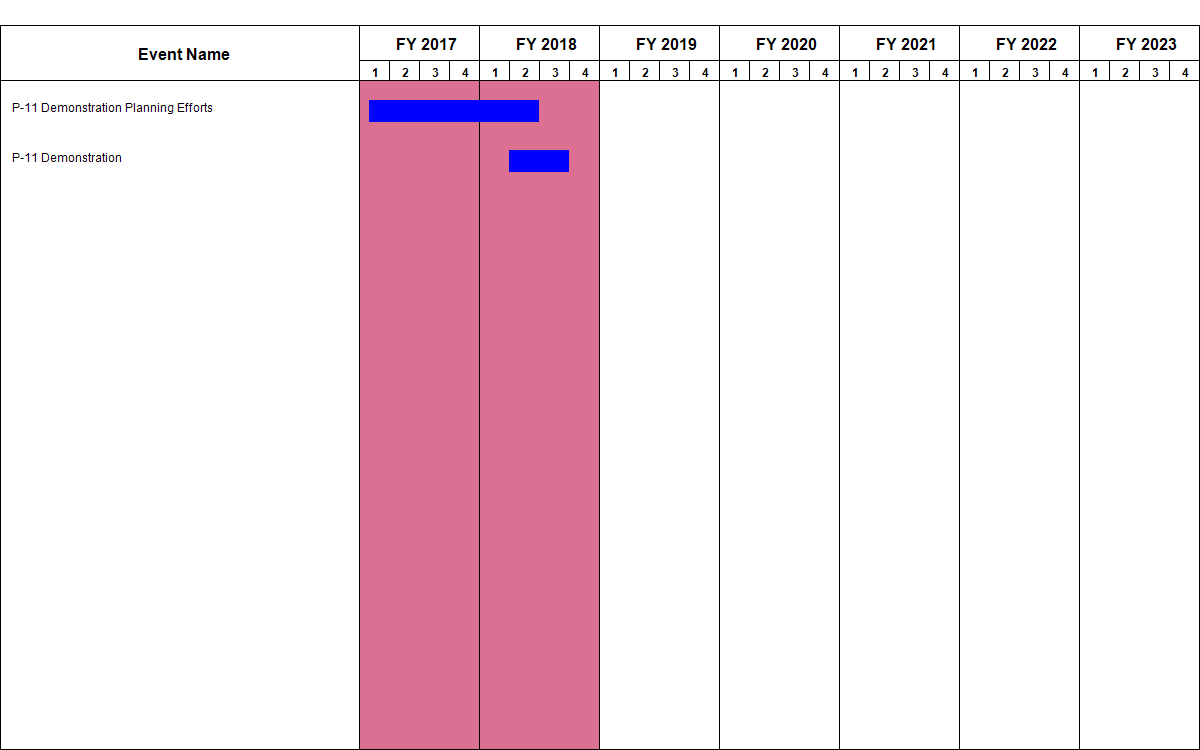 Event Name
FY 2017 FY 2018 FY 2019 FY 2020 FY 2021 FY 2022 FY 2023
1 2 3 4 1 2 3 4 1 2 3 4 1 2 3 4 1 2 3 4 1 2 3 4 1 2 3 4
P-11 Demonstration Planning Efforts
P-11 Demonstration